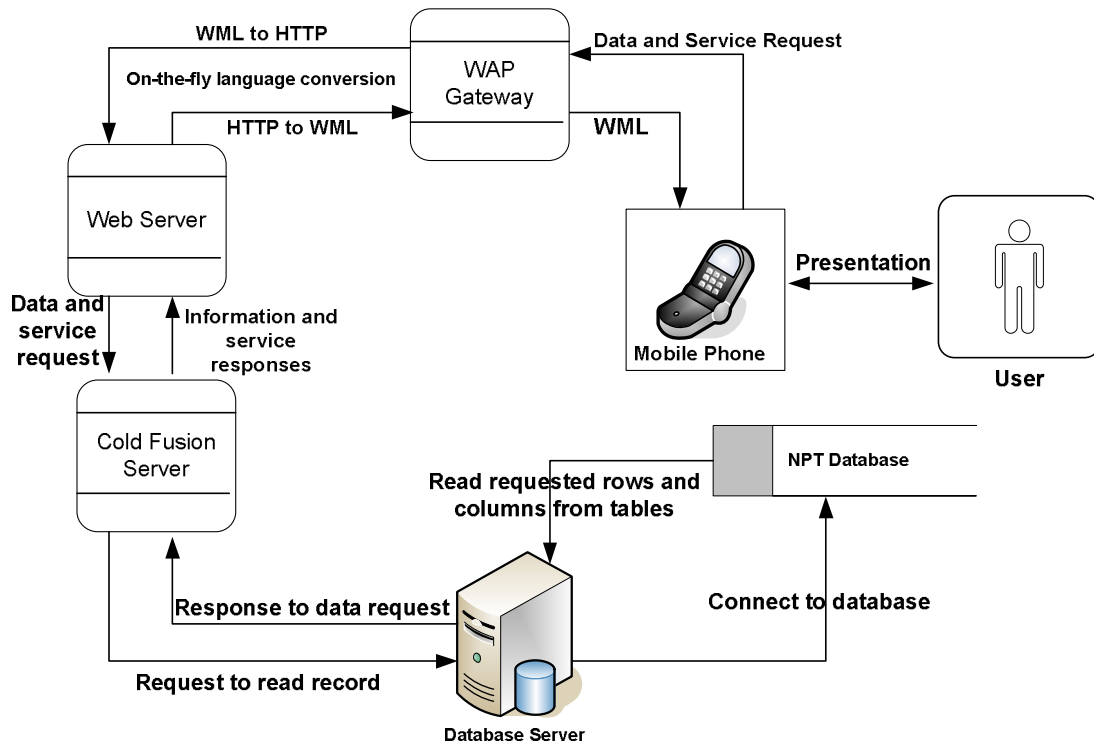 WML to HTTP
On-the-fly language conversion
HTTP to WML
WAP
Gateway
Data and Service Request
WML
Web Server
Mobile Phone
Presentation
User
Data and
service
request
Information and
service
responses
Cold Fusion
Server
NPT Database
Read requested rows and
columns from tables
Connect to database
Response to data request
Request to read record
Database Server